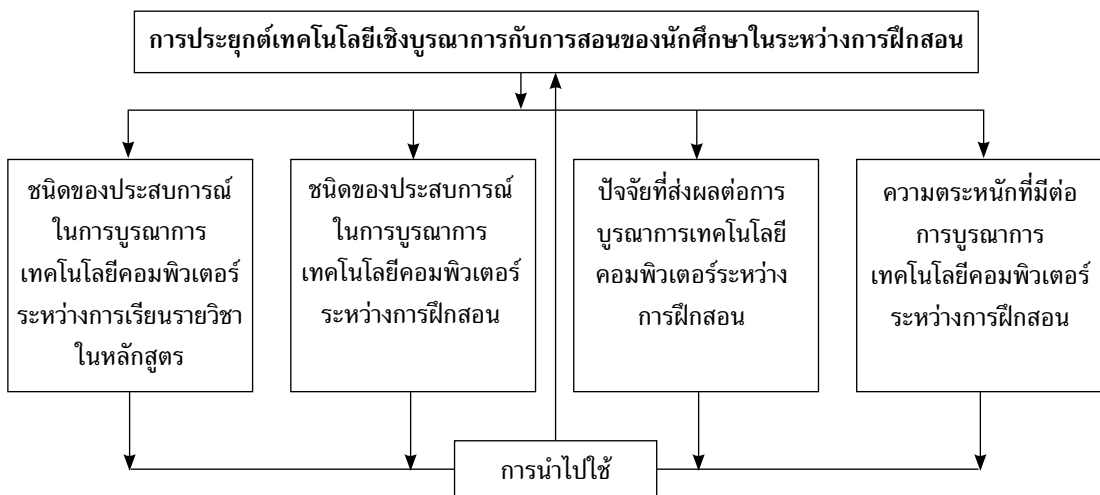 การประยุกต์เทคโนโลยีเชิงบูรณาการกับการสอนของนักศึกษาในระหว่างการฝึกสอน
ชนิดของประสบการณ์
ในการบูรณาการ
เทคโนโลยีคอมพิวเตอร์
ระหว่างการเรียนรายวิชา
ในหลักสูตร
ชนิดของประสบการณ์
ในการบูรณาการ
เทคโนโลยีคอมพิวเตอร์
ระหว่างการฝึกสอน
ปัจจัยที่ส่งผลต่อการ
บูรณาการเทคโนโลยี
คอมพิวเตอร์ระหว่าง
การฝึกสอน
ความตระหนักที่มีต่อ
การบูรณาการ
เทคโนโลยีคอมพิวเตอร์
ระหว่างการฝึกสอน
การนำไปใช้